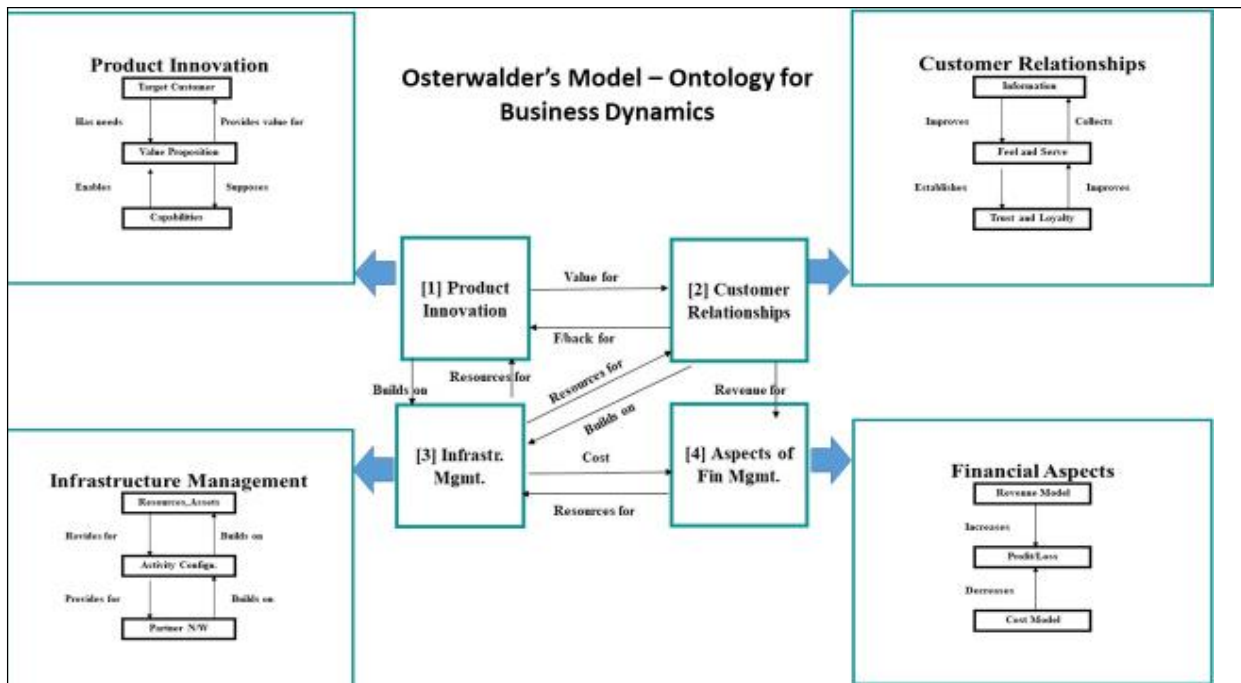 Osterwalder's Model – Ontology for
Business Dynamics
Product Innovation
Target Customer
Has needs
Provides value for
Value Proposition
Enables
Supposes
Capabilities
Customer Relationships
Information
Improves
Collects
Feel and Serve
Establishes
Improves
Trust and Loyalty
[1] Product
Innovation
Value for
F/back for
[2] Customer
Relationships
Builds on
Resources for
Resources for
Builds on
Revenue for
[3] Infrastr.
Mgmt.
Cost
Resources for
[4] Aspects of
Fin Mgmt.
Infrastructure Management
Resources,Assets
Rovides for
Builds on
Activity Confign.
Provides for
Builds on
Partner N/W
Financial Aspects
Revenue Model
Increases
Profit/Loss
Decreases
Cost Model